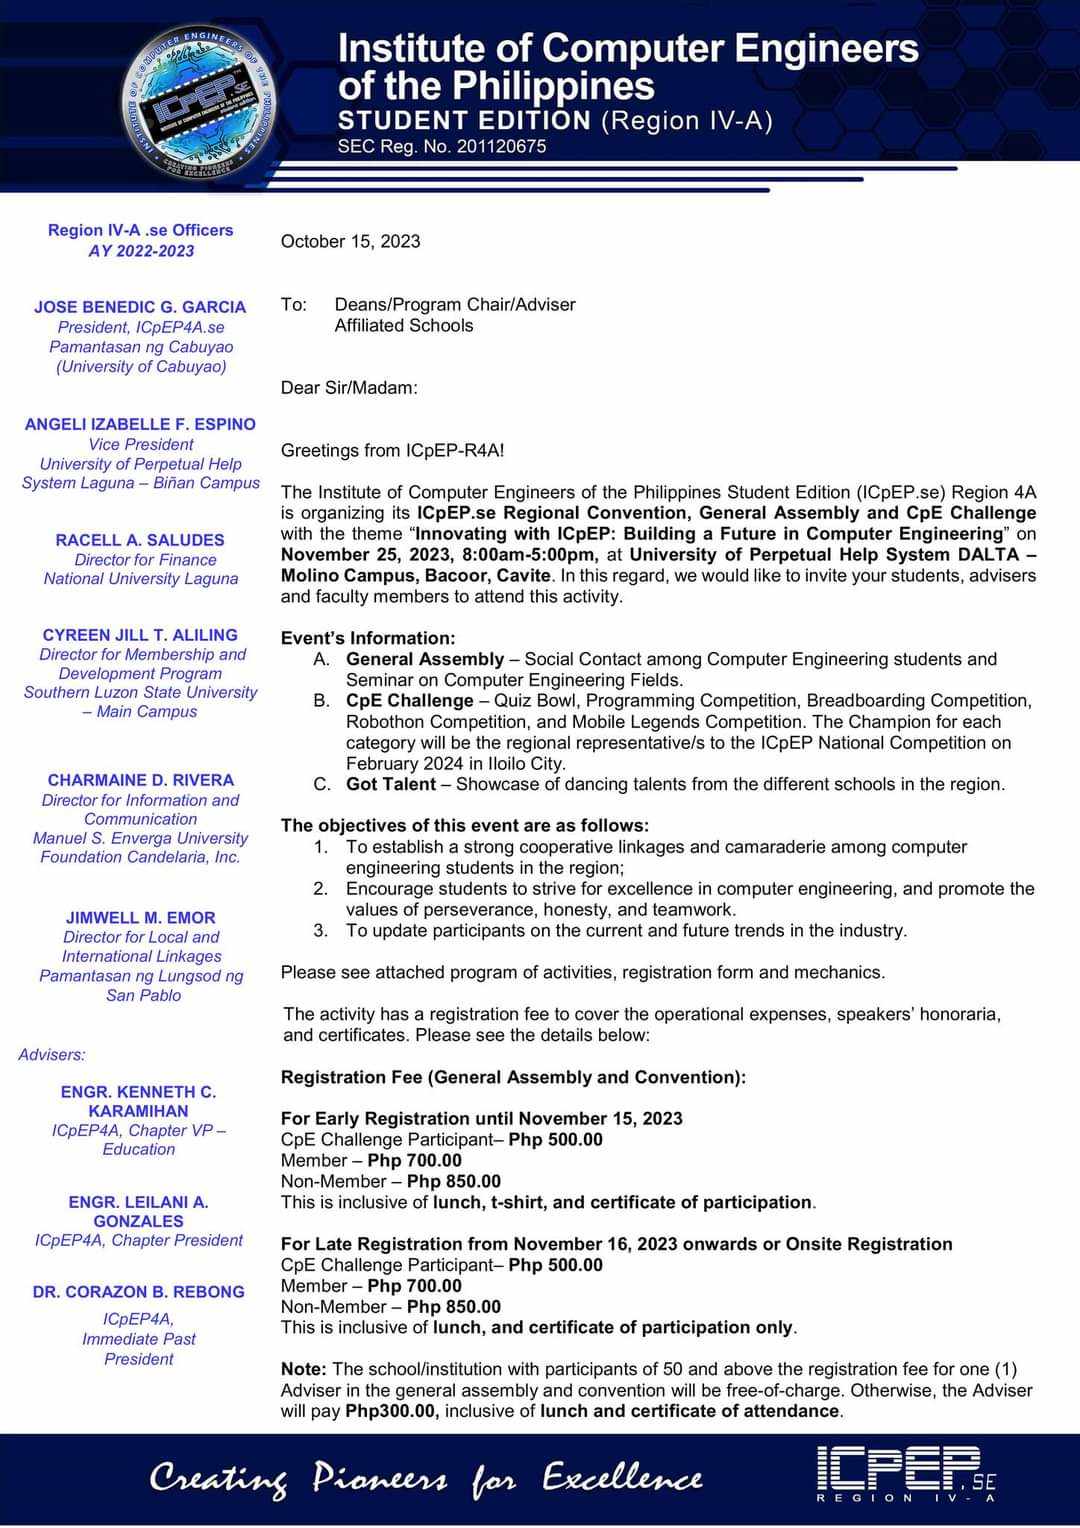 Institute of Computer Engineers
of the Philippines
STUDENT EDITION (Region IV-A)
SEC Reg. No. 201120675
INSTITUTE OF COMPUTER ENGINEERS OF THE PHILIPPINES
ICpEP.SE
CREATING PIONEERS
FOR EXCELLENCE
Region IV-A .se Officers
AY 2022-2023
JOSE BENEDIC G. GARCIA
President, ICpEP4A.se
Pamantasan ng Cabuyao
(University of Cabuyao)
ANGELI IZABELLE F. ESPINO
Vice President
University of Perpetual Help
System Laguna – Biñan Campus
RACELL A. SALUDES
Director for Finance
National University Laguna
CYREEN JILL T. ALILING
Director for Membership and
Development Program
Southern Luzon State University
– Main Campus
CHARMAINE D. RIVERA
Director for Information and
Communication
Manuel S. Enverga University
Foundation Candelaria, Inc.
JIMWELL M. EMOR
Director for Local and
International Linkages
Pamantasan ng Lungsod ng
San Pablo
Advisers:
ENGR. KENNETH C.
KARAMIHAN
ICpEP4A, Chapter VP –
Education
ENGR. LEILANI A.
GONZALES
ICpEP4A, Chapter President
DR. CORAZON B. REBONG
ICpEP4A,
Immediate Past
President
October 15, 2023
To: Deans/Program Chair/Adviser
Affiliated Schools
Dear Sir/Madam:
Greetings from ICpEP-R4A!
The Institute of Computer Engineers of the Philippines Student Edition (ICpEP.se) Region 4A
is organizing its ICpEP.se Regional Convention, General Assembly and CpE Challenge
with the theme “Innovating with ICpEP: Building a Future in Computer Engineering” on
November 25, 2023, 8:00am-5:00pm, at University of Perpetual Help System DALTA –
Molino Campus, Bacoor, Cavite. In this regard, we would like to invite your students, advisers
and faculty members to attend this activity.
Event’s Information:
A. General Assembly – Social Contact among Computer Engineering students and
Seminar on Computer Engineering Fields.
B. CpE Challenge – Quiz Bowl, Programming Competition, Breadboarding Competition,
Robothon Competition, and Mobile Legends Competition. The Champion for each
category will be the regional representative/s to the ICpEP National Competition on
February 2024 in Iloilo City.
C. Got Talent – Showcase of dancing talents from the different schools in the region.
The objectives of this event are as follows:
1. To establish a strong cooperative linkages and camaraderie among computer
engineering students in the region;
2. Encourage students to strive for excellence in computer engineering, and promote the
values of perseverance, honesty, and teamwork.
3. To update participants on the current and future trends in the industry.
Please see attached program of activities, registration form and mechanics.
The activity has a registration fee to cover the operational expenses, speakers’ honoraria,
and certificates. Please see the details below:
Registration Fee (General Assembly and Convention):
For Early Registration until November 15, 2023
CpE Challenge Participant– Php 500.00
Member – Php 700.00
Non-Member – Php 850.00
This is inclusive of lunch, t-shirt, and certificate of participation.
For Late Registration from November 16, 2023 onwards or Onsite Registration
CpE Challenge Participant– Php 500.00
Member – Php 700.00
Non-Member – Php 850.00
This is inclusive of lunch, and certificate of participation only.
Note: The school/institution with participants of 50 and above the registration fee for one (1)
Adviser in the general assembly and convention will be free-of-charge. Otherwise, the Adviser
will pay Php300.00, inclusive of lunch and certificate of attendance.
Creating Pioneers for Excellence
ICpEP.SE
REGION IV-A